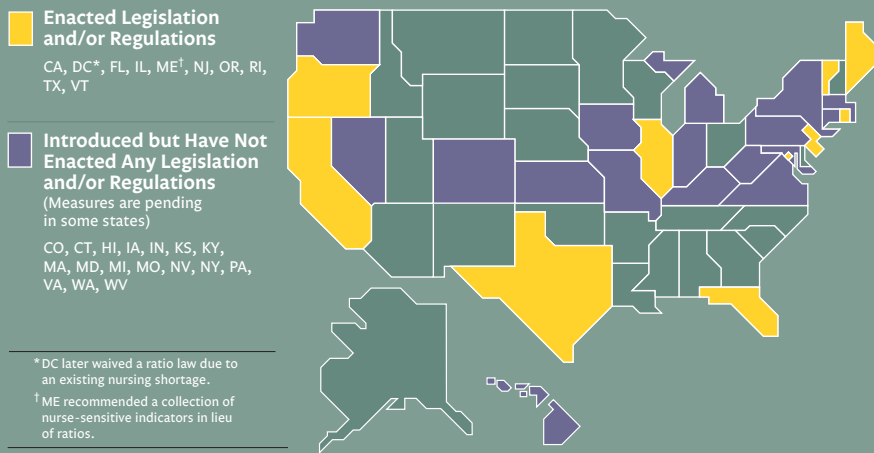 Enacted Legislation
and/or Regulations
CA, DC*, FL, IL, ME†, NJ, OR, RI,
TX, VT
Introduced but Have Not
Enacted Any Legislation
and/or Regulations
(Measures are pending
in some states)
CO, CT, HI, IA, IN, KS, KY,
MA, MD, MI, MO, NV, NY, PA,
VA, WA, WV
*DC later waived a ratio law due to
an existing nursing shortage.
†ME recommended a collection of
nurse-sensitive indicators in lieu
of ratios.